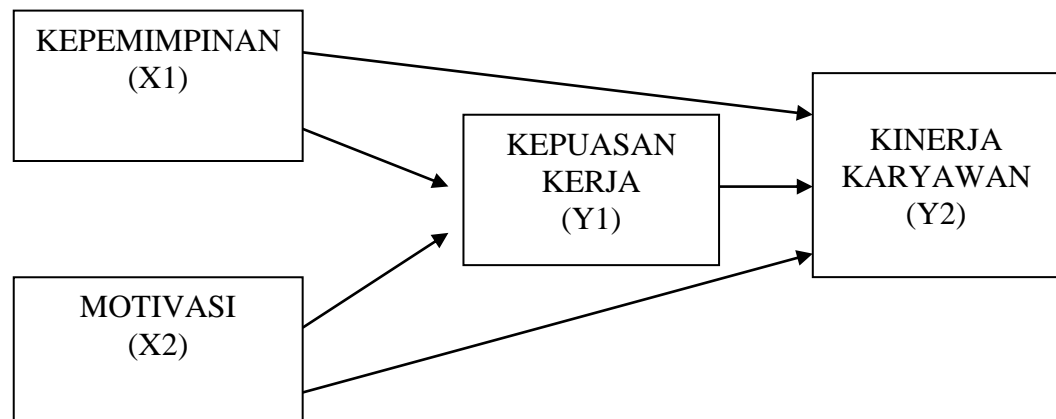 KEPEMIMPINAN
(X1)
KEPUASAN
KERJA
(Y1)
KINERJA
KARYAWAN
(Y2)
MOTIVASI
(X2)